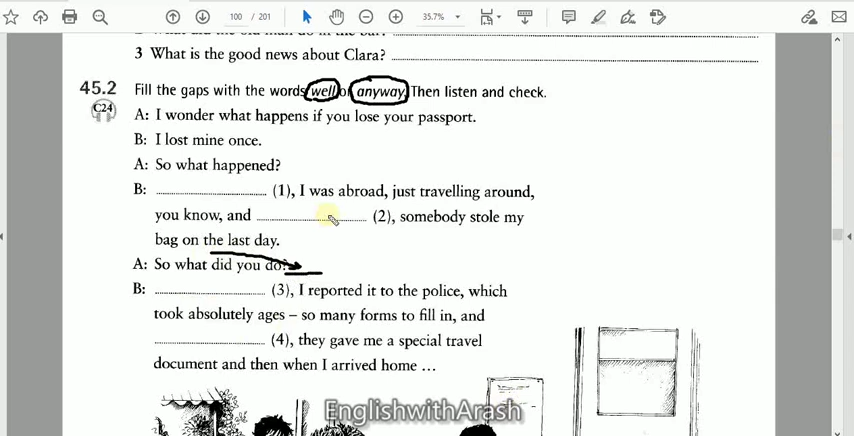 100 / 201
35.7%
3 What is the good news about Clara?
45.2 Fill the gaps with the words well or anyway. Then listen and check.
C24
A: I wonder what happens if you lose your passport.
B: I lost mine once.
A: So what happened?
B: (1), I was abroad, just travelling around,
you know, and (2), somebody stole my
bag on the last day.
A: So what did you do?
B: (3), I reported it to the police, which
took absolutely ages – so many forms to fill in, and
(4), they gave me a special travel
document and then when I arrived home …
EnglishwithArash